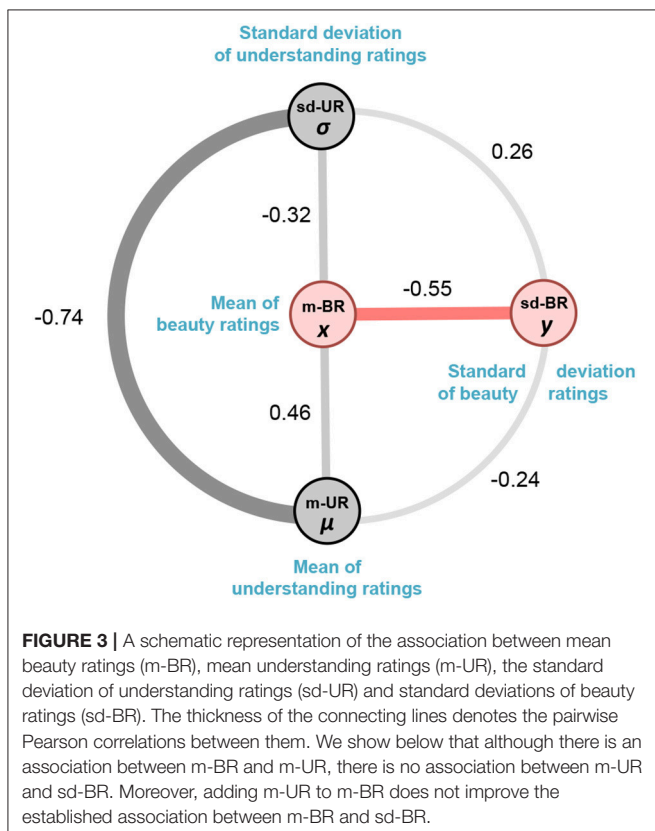 Standard deviation
of understanding ratings
sd-UR
σ
0.26
-0.32
-0.55
Mean of
beauty ratings
m-BR
x
sd-BR
y
-0.74
Standard deviation
of beauty ratings
0.46
-0.24
m-UR
μ
Mean of
understanding ratings
FIGURE 3 | A schematic representation of the association between mean
beauty ratings (m-BR), mean understanding ratings (m-UR), the standard
deviation of understanding ratings (sd-UR) and standard deviations of beauty
ratings (sd-BR). The thickness of the connecting lines denotes the pairwise
Pearson correlations between them. We show below that although there is an
association between m-BR and m-UR, there is no association between m-UR
and sd-BR. Moreover, adding m-UR to m-BR does not improve the
established association between m-BR and sd-BR.